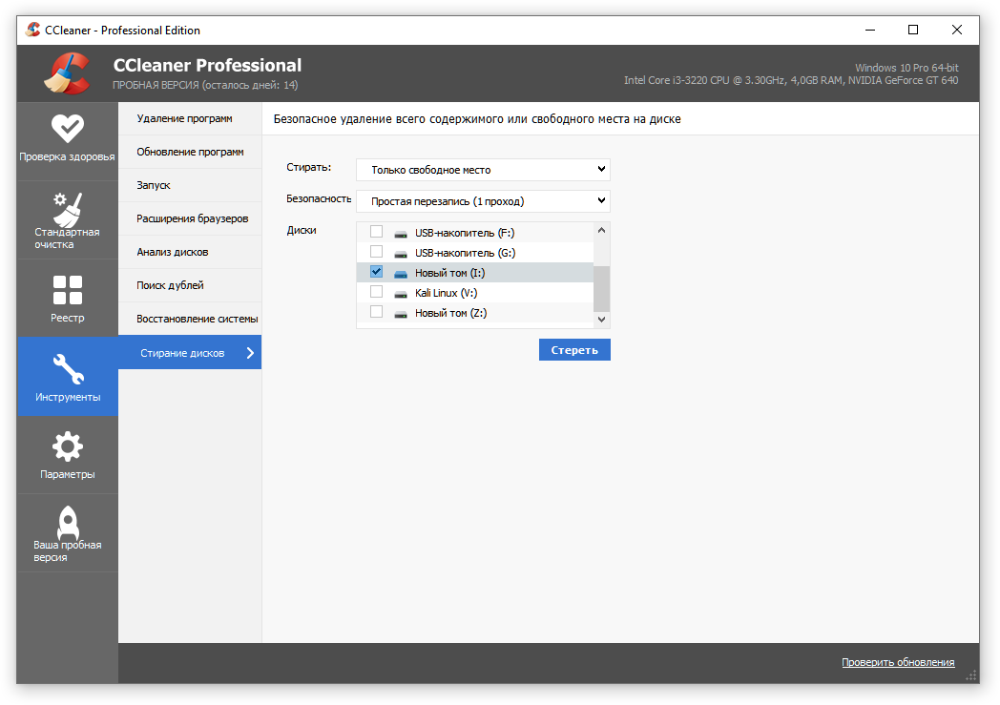 CCleaner - Professional Edition
CCleaner Professional
ПРОБНАЯ ВЕРСИЯ (осталось дней: 14)
Windows 10 Pro 64-bit
Intel Core i3-3220 CPU @ 3.30GHz, 4,0GB RAM, NVIDIA GeForce GT 640
Проверка здоровья
Стандартная
очистка
Реестр
Инструменты
Параметры
Ваша пробная
версия
Удаление программ
Обновление программ
Запуск
Расширения браузеров
Анализ дисков
Поиск дублей
Восстановление системы
Стирание дисков
Безопасное удаление всего содержимого или свободного места на диске
Стирать:
Только свободное место
Безопасность
Простая перезапись (1 проход)
Диски
USB-накопитель (F:)
USB-накопитель (G:)
Новый том (I:)
Kali Linux (V:)
Новый том (Z:)
Стереть
Проверить обновления